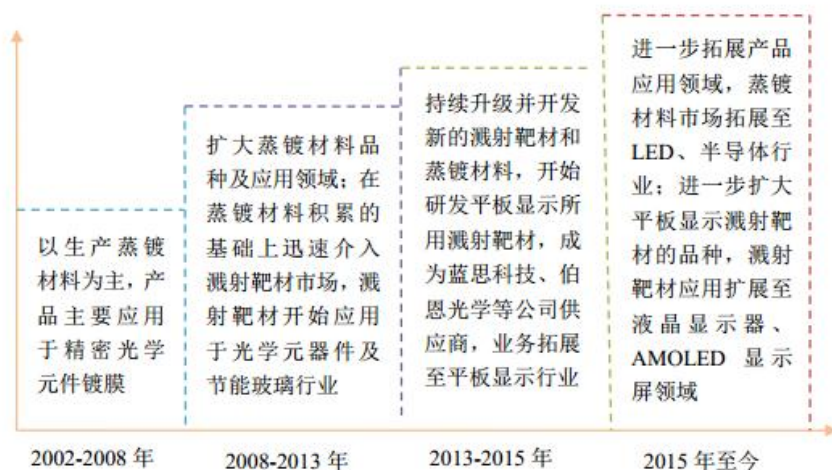 以生产蒸镀
材料为主，产
品主要应用
于精密光学
元件镀膜
扩大蒸镀材料品
种及应用领域；在
蒸镀材料积累的
基础上迅速介入
溅射靶材市场，溅
射靶材开始应用
于光学元器件及
节能玻璃行业
持续升级并开发
新的溅射靶材和
蒸镀材料，开始
研发平板显示所
用溅射靶材，成
为蓝思科技、伯
恩光学等公司供
应商，业务拓展
至平板显示行业
进一步拓展产品
应用领域，蒸镀
材料市场拓展至
LED、半导体行
业；进一步扩大
平板显示溅射靶
材的品种，溅射
靶材应用扩展至
液晶显示器、
AMOLED 显示
屏领域
2002-2008 年
2008-2013 年
2013-2015 年
2015 年至今